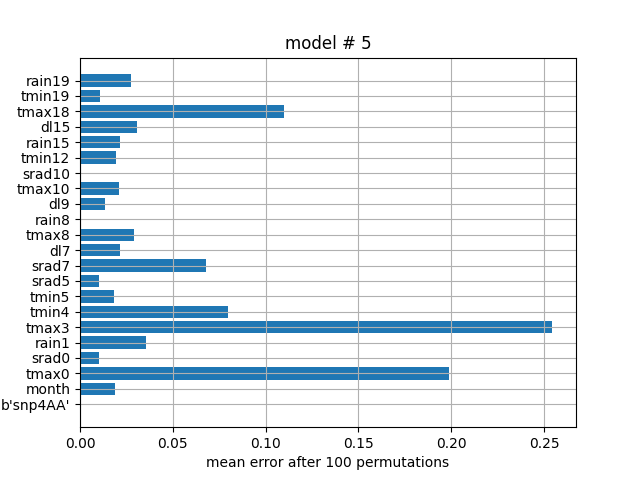 model # 5
rain19
tmin19
tmax18
dl15
rain15
tmin12
srad10
tmax10
dl9
rain8
tmax8
dl7
srad7
srad5
tmin5
tmin4
tmax3
rain1
srad0
tmax0
month
b'snp4AA'
0.00 0.05 0.10 0.15 0.20 0.25
mean error after 100 permutations